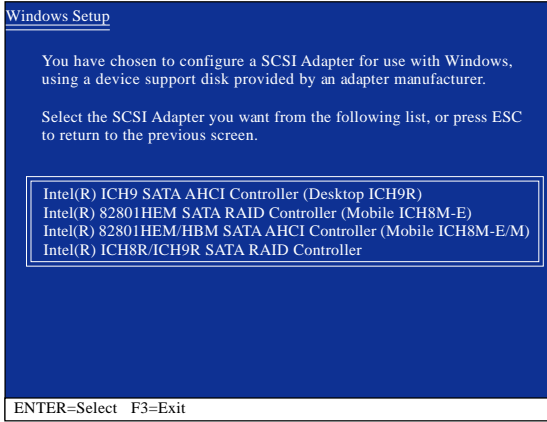 Windows Setup
You have chosen to configure a SCSI Adapter for use with Windows,
using a device support disk provided by an adapter manufacturer.
Select the SCSI Adapter you want from the following list, or press ESC
to return to the previous screen.
Intel(R) ICH9 SATA AHCI Controller (Desktop ICH9R)
Intel(R) 82801HEM SATA RAID Controller (Mobile ICH8M-E)
Intel(R) 82801HEM/HBM SATA AHCI Controller (Mobile ICH8M-E/M)
Intel(R) ICH8R/ICH9R SATA RAID Controller
ENTER=Select F3=Exit